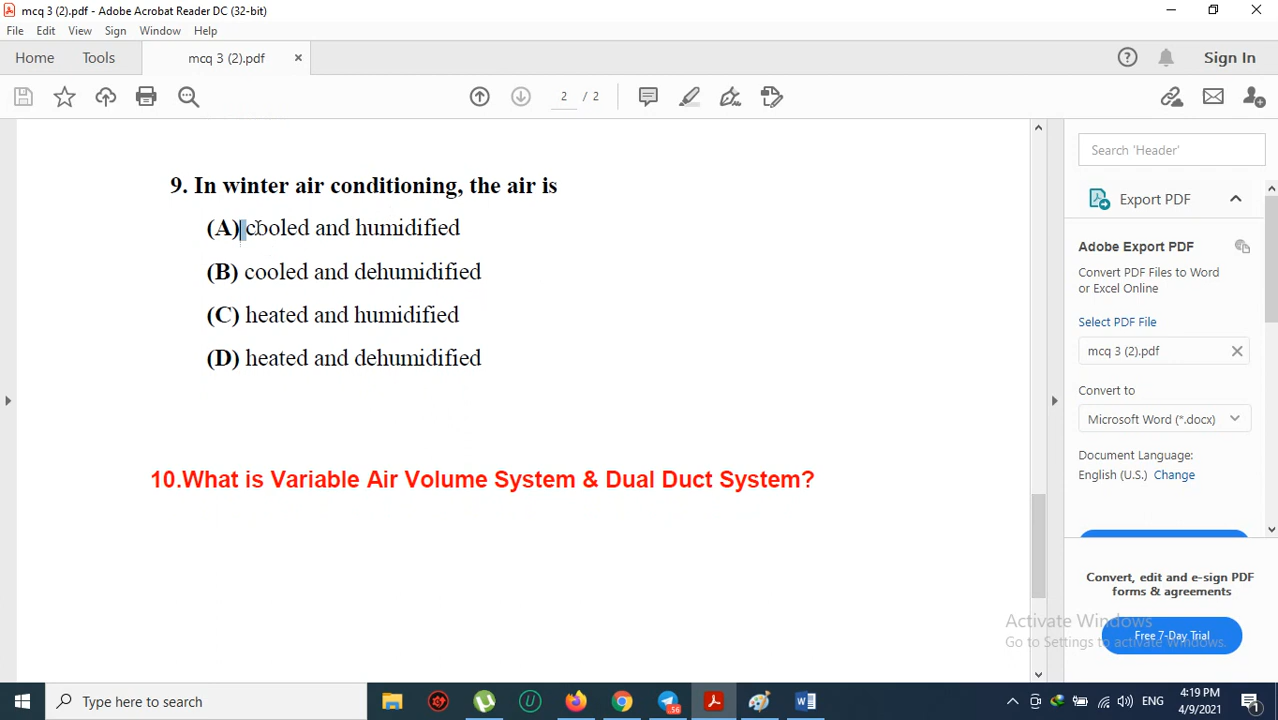 mcq 3 (2).pdf - Adobe Acrobat Reader DC (32-bit)
File Edit View Sign Window Help
Home Tools mcq 3 (2).pdf × Sign In
2 / 2
9. In winter air conditioning, the air is
(A) cooled and humidified
(B) cooled and dehumidified
(C) heated and humidified
(D) heated and dehumidified
10.What is Variable Air Volume System & Dual Duct System?
Search 'Header'
Export PDF
Adobe Export PDF
Convert PDF Files to Word
or Excel Online
Select PDF File
mcq 3 (2).pdf
Convert to
Microsoft Word (*.docx)
Document Language:
English (U.S.) Change
Convert, edit and e-sign PDF
forms & agreements
Free 7-Day Trial
Activate Windows
Go to Settings to activate Windows.
Type here to search
56
ENG
4:19 PM
4/9/2021
1